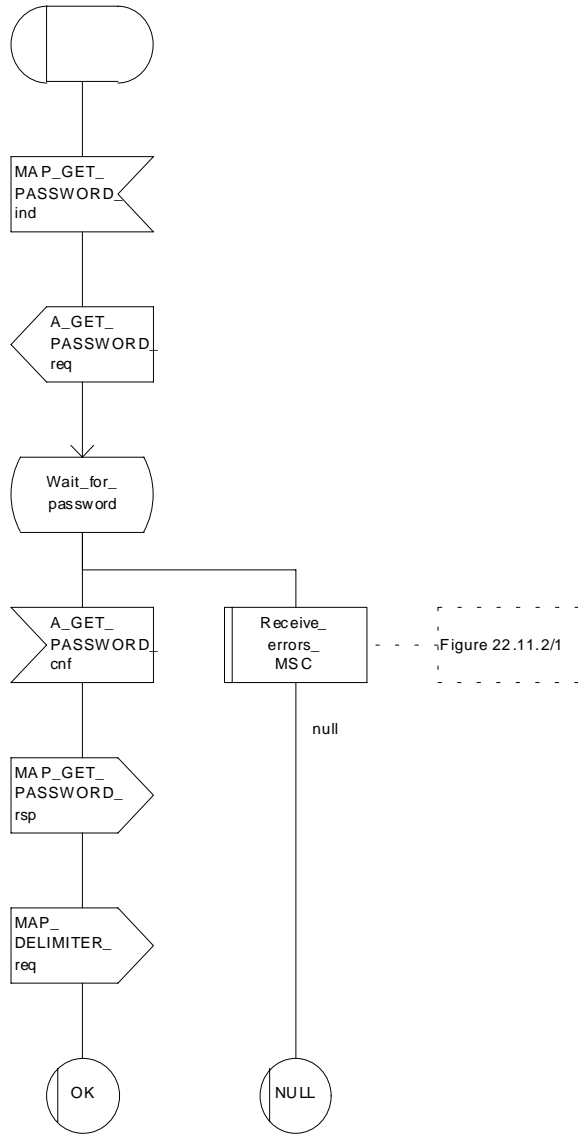 MAP_GET_
PASSWORD_
ind
A_GET_
PASSWORD_
req
Wait_for_
password
A_GET_
PASSWORD_
cnf
Receive_
errors_
MSC
Figure 22.11.2/1
null
MAP_GET_
PASSWORD_
rsp
MAP_
DELIMITER_
req
OK
NULL